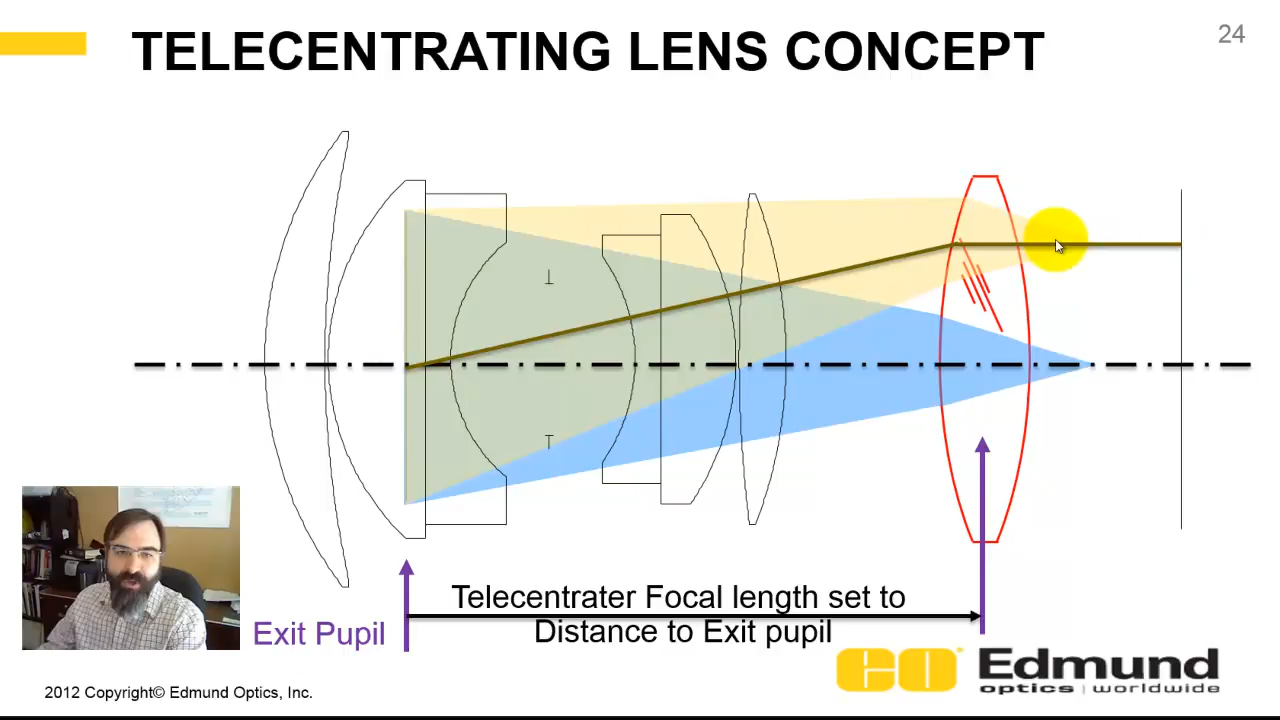 TELECENTRATING LENS CONCEPT
24
Telecentrater Focal length set to
Distance to Exit pupil
Exit Pupil
EO
Edmund
optics | worldwide
2012 Copyright© Edmund Optics, Inc.